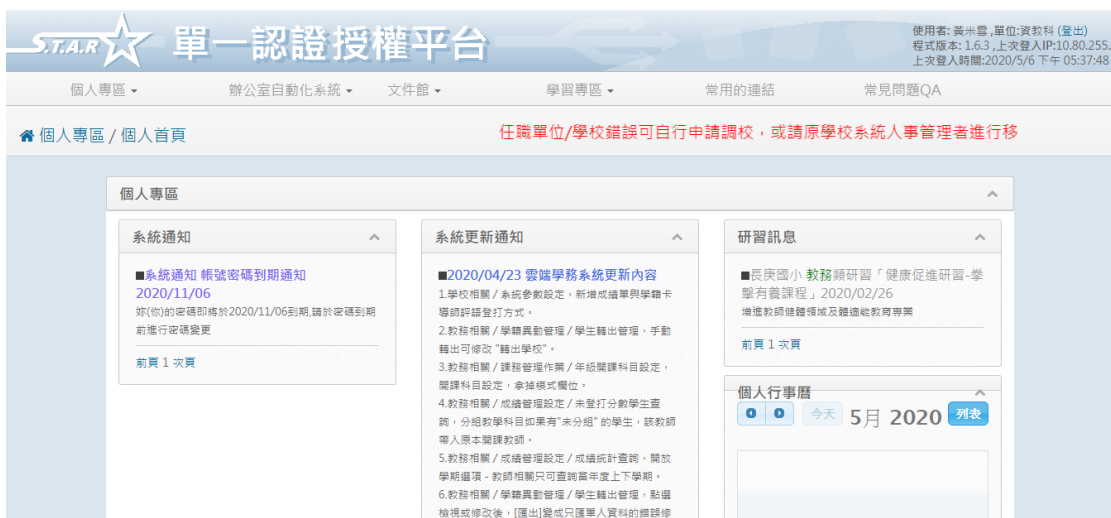 S.T.A.R 單一認證授權平台
使用者: 黃米雪 ,單位:資教科 (登出)
程式版本: 1.6.3 ,上次登入IP:10.80.255.
上次登入時間:2020/5/6 下午 05:37:48
個人專區 辦公室自動化系統 文件館 學習專區 常用的連結 常見問題QA
個人專區 / 個人首頁
任職單位/學校錯誤可自行申請調校，或請原學校系統人事管理者進行移
個人專區
系統通知
■系統通知 帳號密碼到期通知
2020/11/06
妳(你)的密碼即將於2020/11/06到期,請於密碼到期
前進行密碼變更
前頁 1 次頁
系統更新通知
■2020/04/23 雲端學務系統更新內容
1.學校相關 / 系統參數設定，新增成績單與學籍卡
導師評語登打方式。
2.教務相關 / 學籍異動管理 / 學生轉出管理，手動
轉出可修改 "轉出學校"。
3.教務相關 / 課務管理作業 / 年級開課科目設定，
開課科目設定，拿掉模式欄位。
4.教務相關 / 成績管理設定 / 未登打分數學生查
詢，分組教學科目如果有"未分組" 的學生，該教師
帶入原本開課教師。
5.教務相關 / 成績管理設定 / 成績統計查詢，開放
學期選項 - 教師相關只可查詢當年度上下學期。
6.教務相關 / 學籍異動管理 / 學生轉出管理，點選
檢視或修改後，[匯出]變成只匯單人資料的錯誤修
研習訊息
■長庚國小 教務類研習「健康促進研習-拳
擊有養課程」2020/02/26
增進教師健體領域及體適能教育專業
前頁 1 次頁
個人行事曆
今天 5月 2020 列表